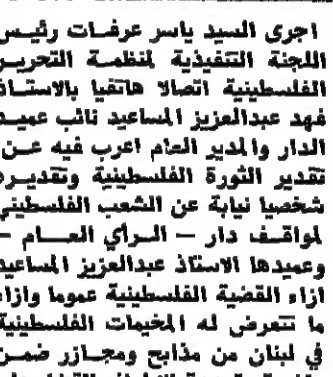 اجرى السيد ياسر عرفات رئيس
اللجنة التنفيذية لمنظمة التحرير
الفلسطينية اتصالا هاتفيا بالاستاذ
فهد عبدالعزيز المساعيد نائب عميد
الدار والمدير العام اعرب فيه عن
تقدير الثورة الفلسطينية وتقديره
شخصيا نيابة عن الشعب الفلسطيني
لمواقف دار – الرأي العام –
وعميدها الاستاذ عبدالعزيز المساعيد
ازاء القضية الفلسطينية عموما وازاء
ما تتعرض له المخيمات الفلسطينية
في لبنان من مذابح ومجازر ضمن